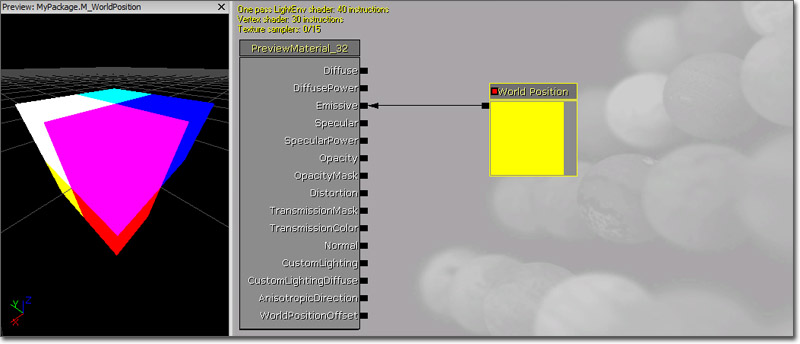 Preview: MyPackage.M_WorldPosition
One pass LightEnv shader: 40 instructions
Vertex shader: 30 instructions
Texture samplers: 0/15
PreviewMaterial_32
Diffuse
DiffusePower
Emissive
Specular
SpecularPower
Opacity
OpacityMask
Distortion
TransmissionMask
TransmissionColor
Normal
CustomLighting
CustomLightingDiffuse
AnisotropicDirection
WorldPositionOffset
World Position
Y
Z
X